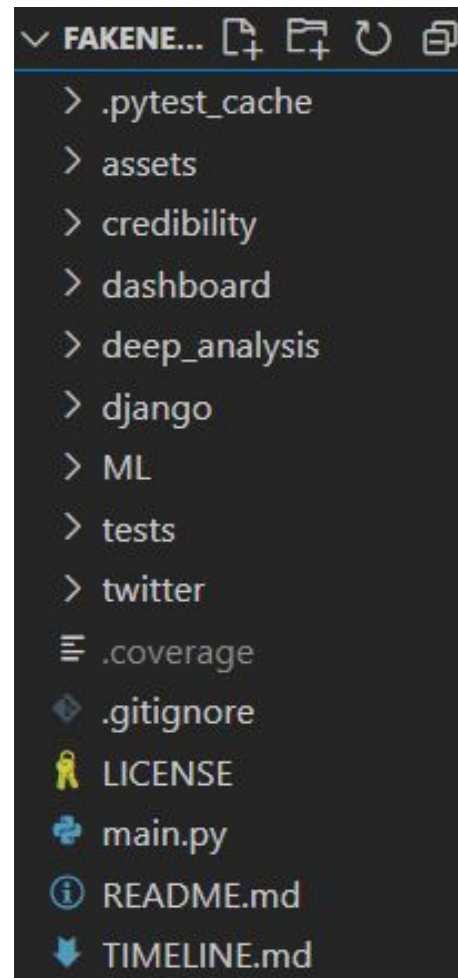 FAKENE...
.pytest_cache
assets
credibility
dashboard
deep_analysis
django
ML
tests
twitter
.coverage
.gitignore
LICENSE
main.py
README.md
TIMELINE.md